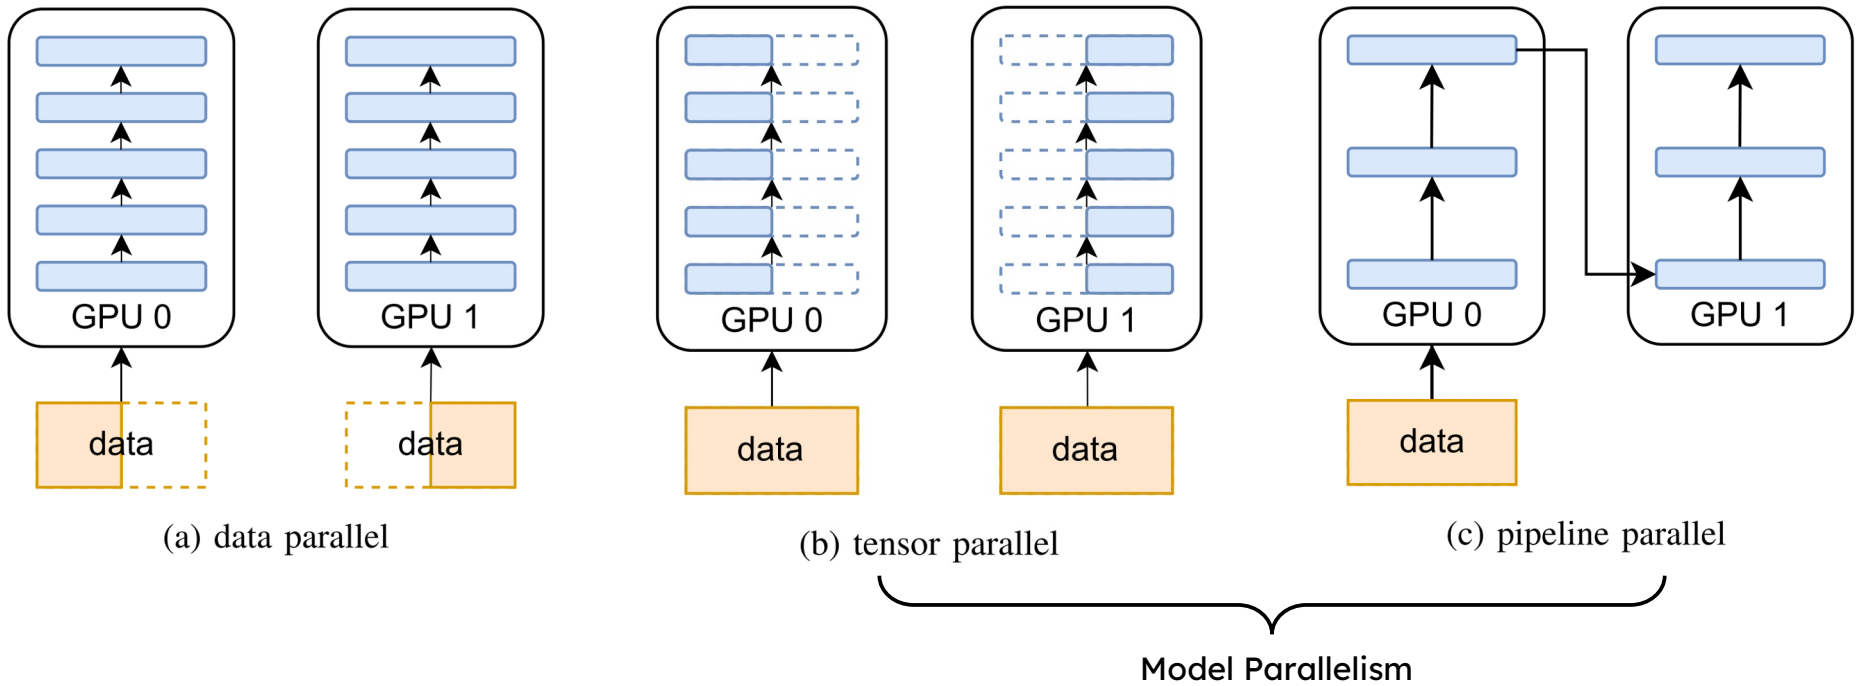 GPU 0
GPU 1
GPU 0
GPU 1
GPU 0
GPU 1
data
data
data
data
data
(a) data parallel
(b) tensor parallel
(c) pipeline parallel
Model Parallelism